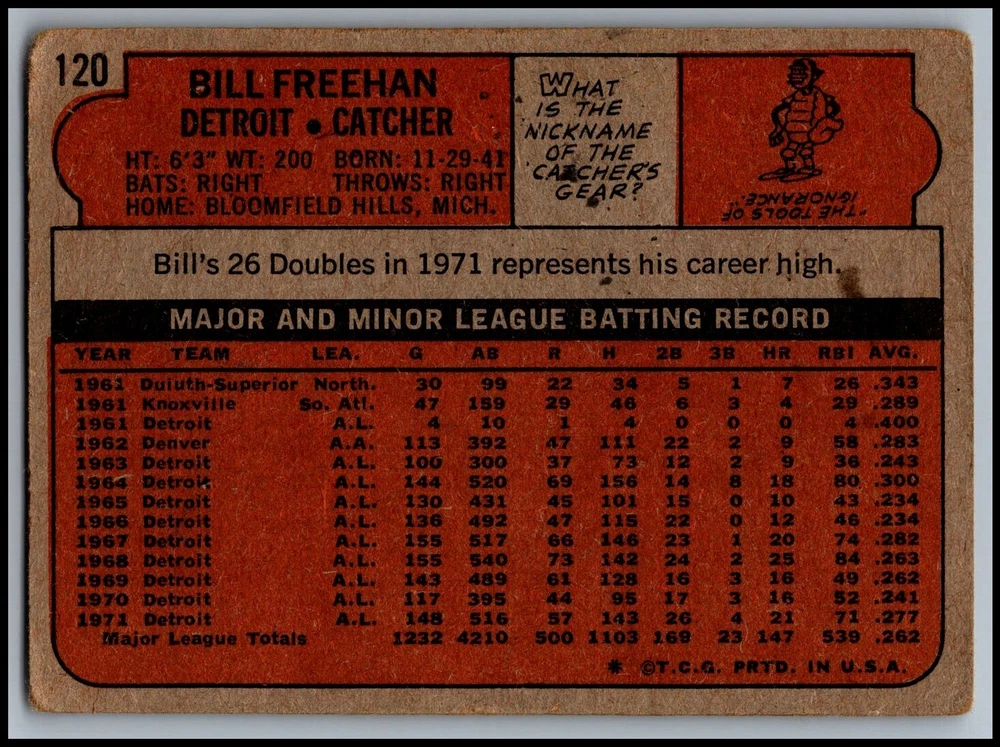 120
BILL FREEHAN
DETROIT • CATCHER
HT: 6'3" WT: 200 BORN: 11-29-41
BATS: RIGHT THROWS: RIGHT
HOME: BLOOMFIELD HILLS, MICH.
WHAT
IS THE
NICKNAME
OF THE
CATCHER'S
GEAR?
"THE TOOLS OF
IGNORANCE."
Bill's 26 Doubles in 1971 represents his career high.
MAJOR AND MINOR LEAGUE BATTING RECORD
YEAR TEAM LEA. G AB R H 2B 3B HR RBI AVG.
1961 Duluth-Superior North. 30 99 22 34 5 1 7 26 .343
1961 Knoxville So. Atl. 47 159 29 46 6 3 4 29 .289
1961 Detroit A.L. 4 10 1 4 0 0 0 4 .400
1962 Denver A.A. 113 392 47 111 22 2 9 58 .283
1963 Detroit A.L. 100 300 37 73 12 2 9 36 .243
1964 Detroit A.L. 144 520 69 156 14 8 18 80 .300
1965 Detroit A.L. 130 431 45 101 15 0 10 43 .234
1966 Detroit A.L. 136 492 47 115 22 0 12 46 .234
1967 Detroit A.L. 155 517 66 146 23 1 20 74 .282
1968 Detroit A.L. 155 540 73 142 24 2 25 84 .263
1969 Detroit A.L. 143 489 61 128 16 3 16 49 .262
1970 Detroit A.L. 117 395 44 95 17 3 16 52 .241
1971 Detroit A.L. 148 516 57 143 26 4 21 71 .277
Major League Totals 1232 4210 500 1103 169 23 147 539 .262
* ©T.C.G. PRTD. IN U.S.A.